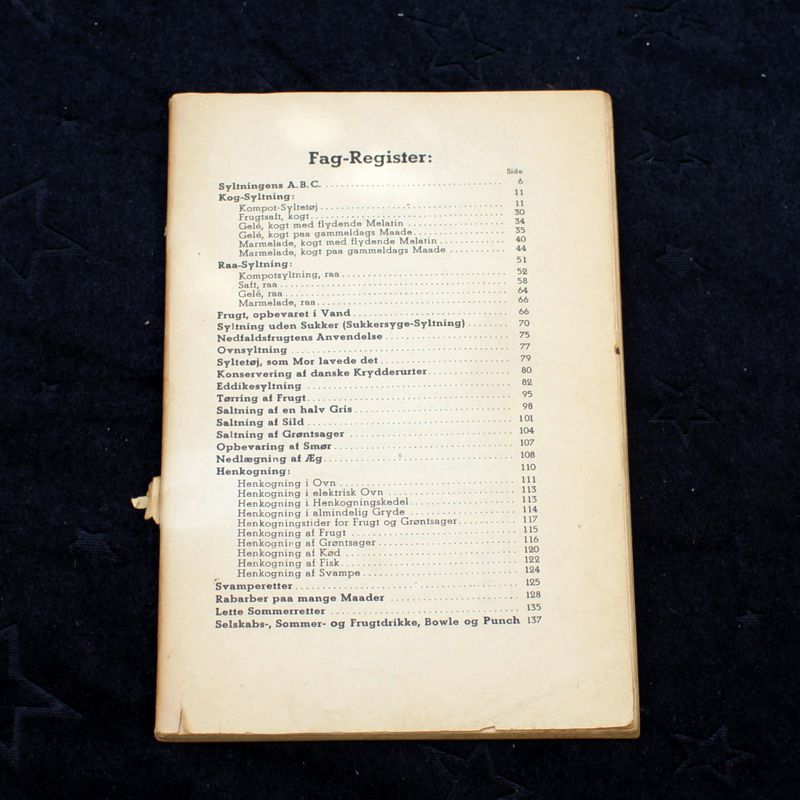 Fag-Register:
Side
Syltningens A.B.C. 6
Kog-Syltning: 11
Kompot-Syltetøj 11
Frugtsaft, kogt 30
Gelé, kogt med flydende Melatin 34
Gelé, kogt paa gammeldags Maade 35
Marmelade, kogt med flydende Melatin 40
Marmelade, kogt paa gammeldags Maade 44
Raa-Syltning: 51
Kompotsyltning, raa 52
Saft, raa 58
Gelé, raa 64
Marmelade, raa 66
Frugt, opbevaret i Vand 66
Syltning uden Sukker (Sukkersyge-Syltning) 70
Nedfaldsfrugtens Anvendelse 75
Ovnsyltning 77
Syltetøj, som Mor lavede det 79
Konservering af danske Krydderurter 80
Eddikesyltning 82
Tørring af Frugt 95
Saltning af en halv Gris 98
Saltning af Sild 101
Saltning af Grøntsager 104
Opbevaring af Smør 107
Nedlægning af Æg 108
Henkogning: 110
Henkogning i Ovn 111
Henkogning i elektrisk Ovn 113
Henkogning i Henkogningskedel 113
Henkogning i almindelig Gryde 114
Henkogningstider for Frugt og Grøntsager 117
Henkogning af Frugt 115
Henkogning af Grøntsager 116
Henkogning af Kød 120
Henkogning af Fisk 122
Henkogning af Svampe 124
Svamperetter 125
Rabarber paa mange Maader 128
Lette Sommerretter 135
Selskabs-, Sommer- og Frugtdrikke, Bowle og Punch 137